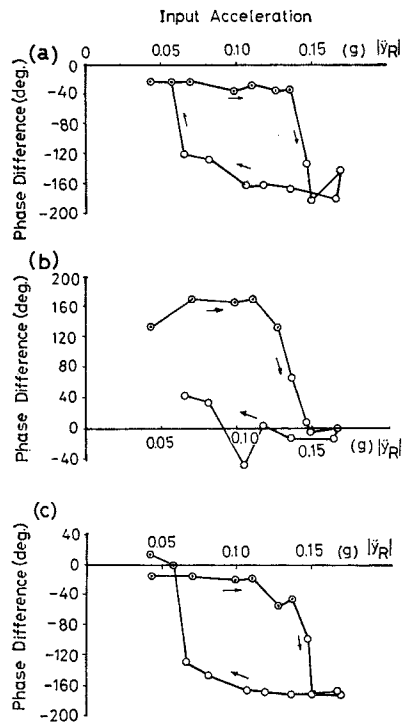 Input Acceleration
(a) 0 0.05 0.10 0.15 (g) |ÿR|
Phase Difference (deg.)
0
-40
-80
-120
-160
-200
(b)
Phase Difference (deg.)
200
160
120
80
40
0
-40
0.05 0.10 0.15 (g) |ÿR|
(c)
Phase Difference (deg.)
40
0
-40
-80
-120
-160
-200
0.05 0.10 0.15 (g) |ÿR|